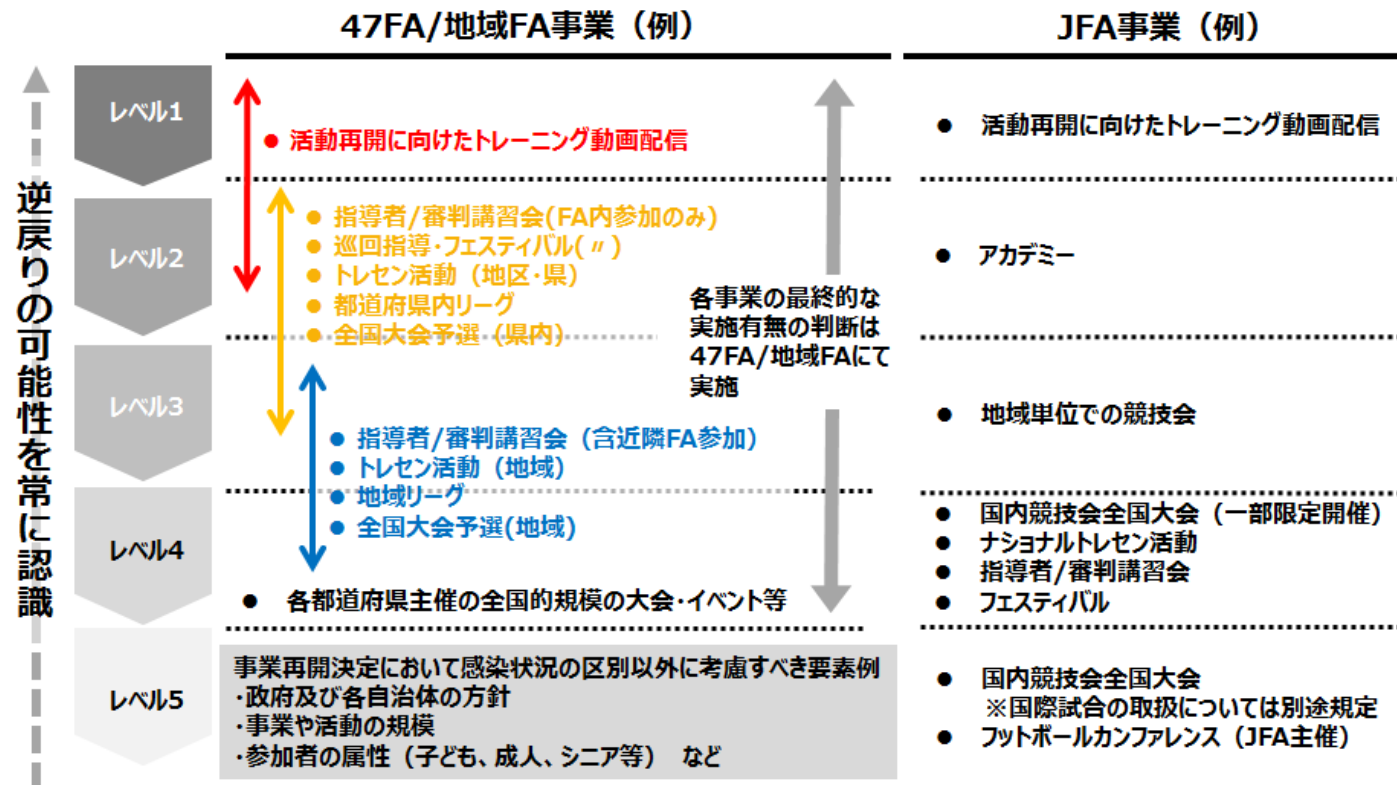 47FA/地域FA事業（例）
JFA事業（例）
逆戻りの可能性を常に認識
レベル1
● 活動再開に向けたトレーニング動画配信
● 活動再開に向けたトレーニング動画配信
レベル2
● 指導者/審判講習会(FA内参加のみ)
● 巡回指導・フェスティバル(〃)
● トレセン活動（地区・県）
● 都道府県内リーグ
● 全国大会予選（県内）
● アカデミー
各事業の最終的な
実施有無の判断は
47FA/地域FAにて
実施
レベル3
● 指導者/審判講習会（含近隣FA参加）
● トレセン活動（地域）
● 地域リーグ
● 全国大会予選(地域)
● 地域単位での競技会
レベル4
● 各都道府県主催の全国的規模の大会・イベント等
● 国内競技会全国大会（一部限定開催）
● ナショナルトレセン活動
● 指導者/審判講習会
● フェスティバル
レベル5
事業再開決定において感染状況の区別以外に考慮すべき要素例
・政府及び各自治体の方針
・事業や活動の規模
・参加者の属性（子ども、成人、シニア等）　など
● 国内競技会全国大会
※国際試合の取扱については別途規定
● フットボールカンファレンス（JFA主催）